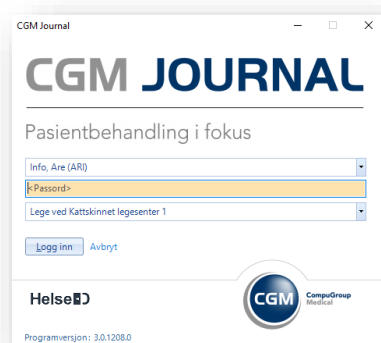 CGM Journal
CGM JOURNAL
Pasientbehandling i fokus
Info, Are (ARI)
<Passord>
Lege ved Kattskinnet legesenter 1
Logg inn Avbryt
HelseID
CGM CompuGroup
Medical
Programversjon: 3.0.1208.0